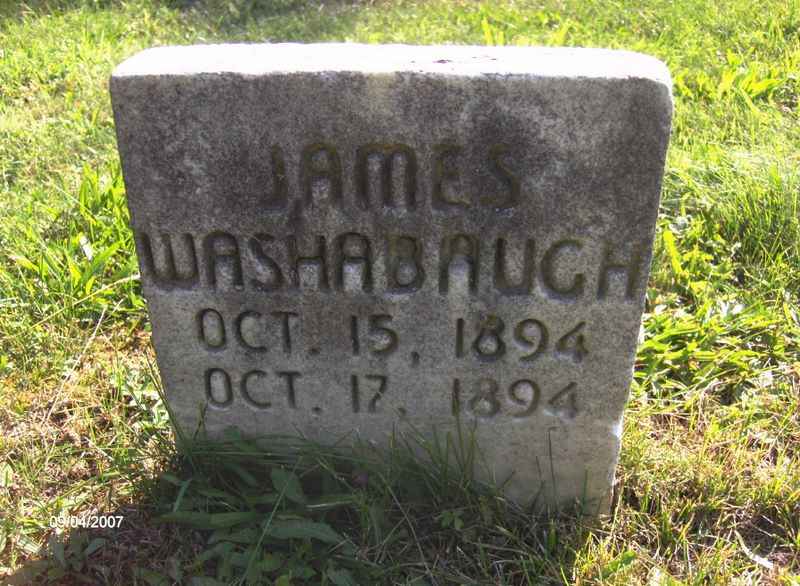 JAMES
WASHABAUGH
OCT. 15, 1894
OCT. 17, 1894
09/04/2007